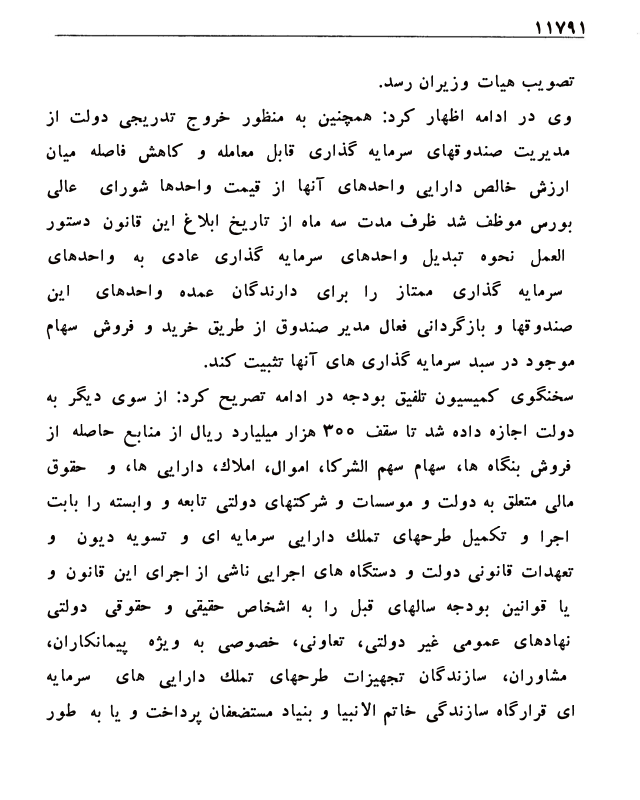 ۱۱۷۹۱
تصویب هیات وزیران رسد.
وی در ادامه اظهار کرد: همچنین به منظور خروج تدریجی دولت از
مدیریت صندوقهای سرمایه گذاری قابل معامله و کاهش فاصله میان
ارزش خالص دارایی واحدهای آنها از قیمت واحدها شورای عالی
بورس موظف شد ظرف مدت سه ماه از تاریخ ابلاغ این قانون دستور
العمل نحوه تبدیل واحدهای سرمایه گذاری عادی به واحدهای
سرمایه گذاری ممتاز را برای دارندگان عمده واحدهای این
صندوقها و بازگردانی فعال مدیر صندوق از طریق خرید و فروش سهام
موجود در سبد سرمایه گذاری های آنها تثبیت کند.
سخنگوی کمیسیون تلفیق بودجه در ادامه تصریح کرد: از سوی دیگر به
دولت اجازه داده شد تا سقف ۳۰۰ هزار میلیارد ریال از منابع حاصله از
فروش بنگاه ها، سهام سهم الشرکا، اموال، املاک، دارایی ها، و حقوق
مالی متعلق به دولت و موسسات و شرکتهای دولتی تابعه و وابسته را بابت
اجرا و تکمیل طرحهای تملک دارایی سرمایه ای و تسویه دیون و
تعهدات قانونی دولت و دستگاه های اجرایی ناشی از اجرای این قانون و
یا قوانین بودجه سالهای قبل را به اشخاص حقیقی و حقوقی دولتی
نهادهای عمومی غیر دولتی، تعاونی، خصوصی به ویژه پیمانکاران،
مشاوران، سازندگان تجهیزات طرحهای تملک دارایی های سرمایه
ای قرارگاه سازندگی خاتم الانبیا و بنیاد مستضعفان پرداخت و یا به طور